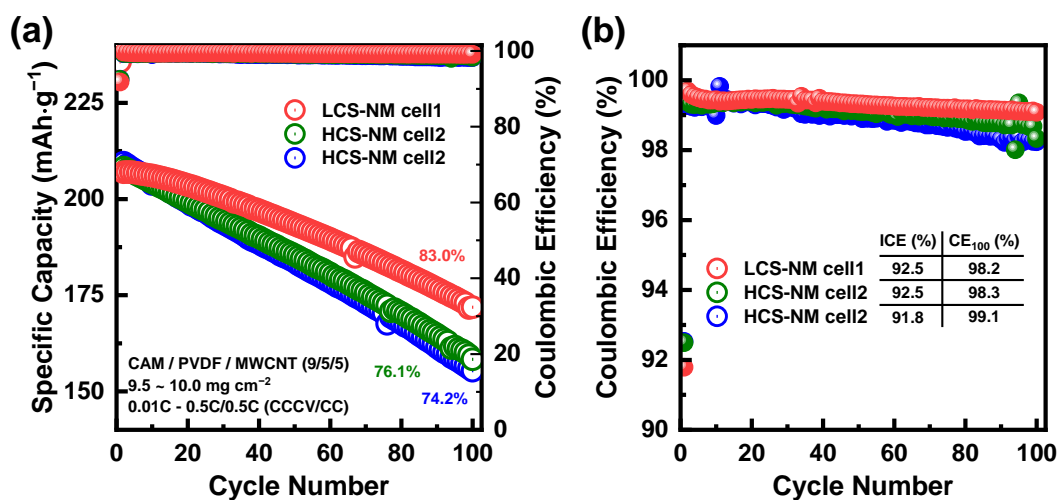 (a)
Specific Capacity (mAh·g⁻¹)
225
200
175
150
LCS-NM cell1
HCS-NM cell2
HCS-NM cell2
83.0%
76.1%
74.2%
CAM / PVDF / MWCNT (9/5/5)
9.5 ~ 10.0 mg cm⁻²
0.01C - 0.5C/0.5C (CCCV/CC)
0 20 40 60 80 100
Cycle Number
100
80
60
40
20
0
Coulombic Efficiency (%)
(b)
Coulombic Efficiency (%)
100
98
96
94
92
90
ICE (%) CE₁₀₀ (%)
LCS-NM cell1 92.5 98.2
HCS-NM cell2 92.5 98.3
HCS-NM cell2 91.8 99.1
0 20 40 60 80 100
Cycle Number